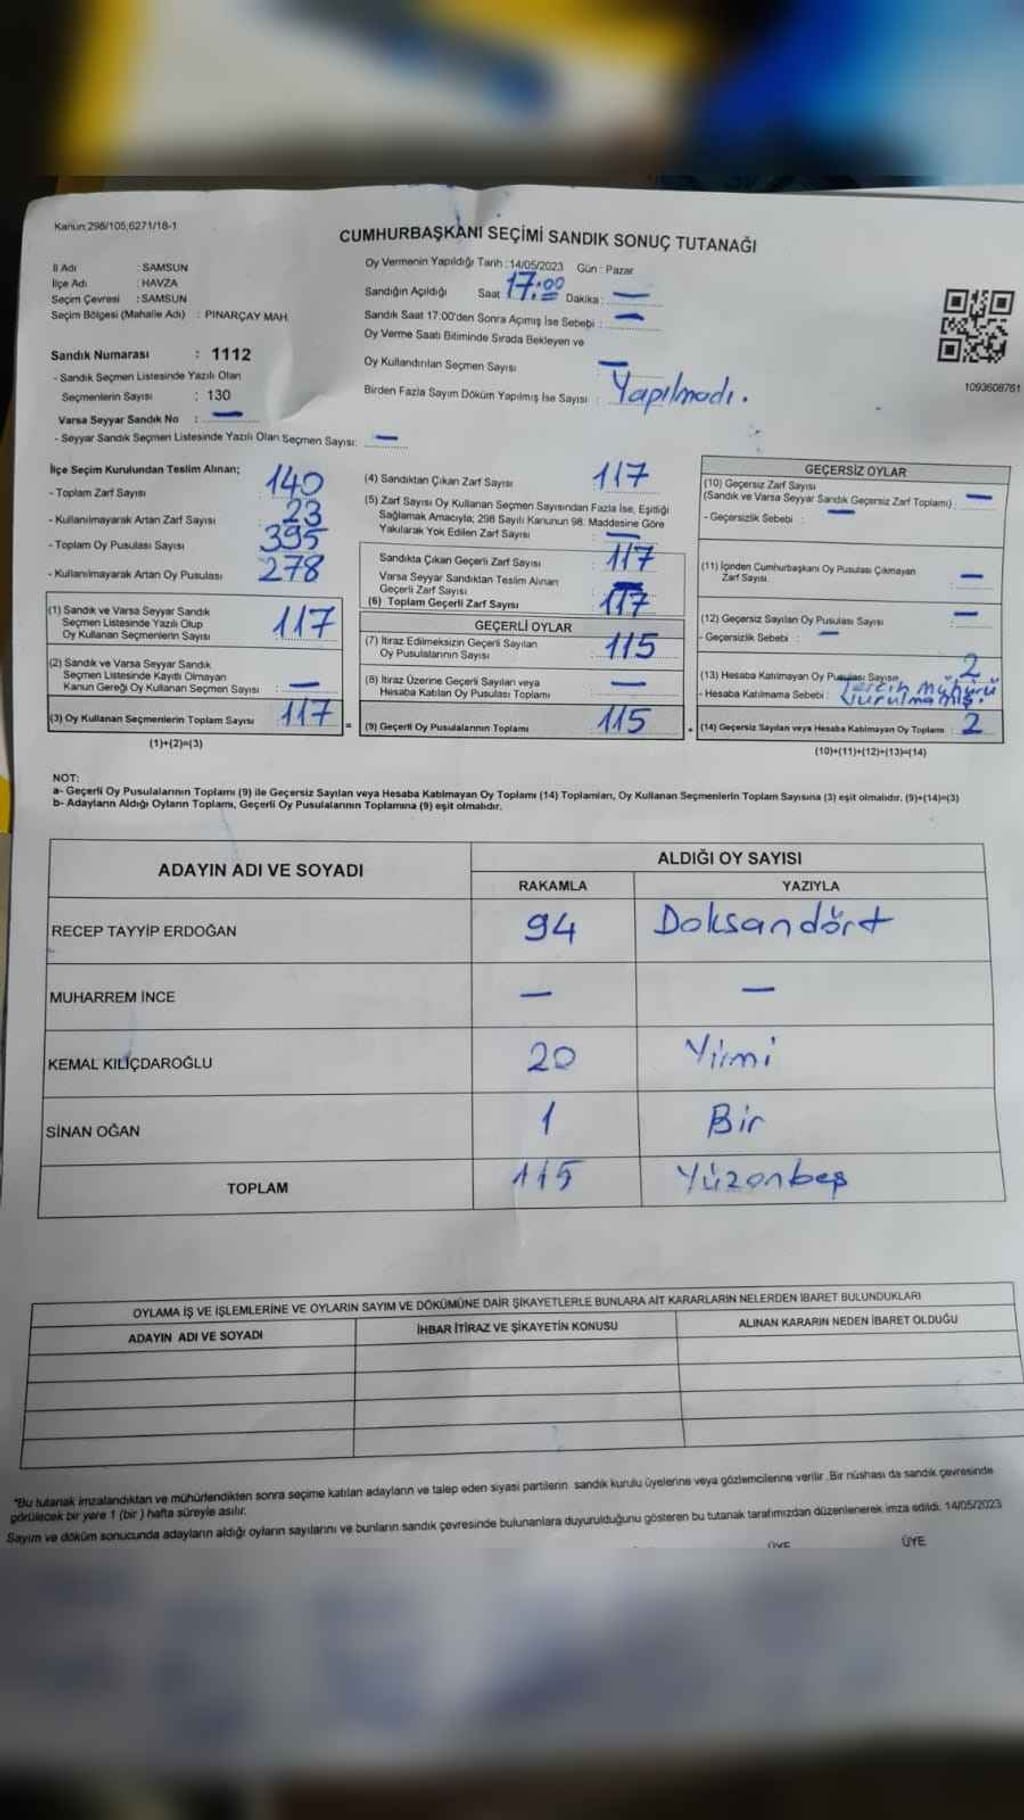 Kanun;298/105,6271/18-1
CUMHURBAŞKANI SEÇİMİ SANDIK SONUÇ TUTANAĞI
İl Adı : SAMSUN
İlçe Adı : HAVZA
Seçim Çevresi : SAMSUN
Seçim Bölgesi (Mahalle Adı) : PINARÇAY MAH.
Sandık Numarası : 1112
- Sandık Seçmen Listesinde Yazılı Olan
Seçmenlerin Sayısı : 130
Varsa Seyyar Sandık No : —
- Seyyar Sandık Seçmen Listesinde Yazılı Olan Seçmen Sayısı: —
Oy Vermenin Yapıldığı Tarih : 14/05/2023 Gün : Pazar
Sandığın Açıldığı Saat 17:00 Dakika : —
Sandık Saat 17:00'den Sonra Açımış İse Sebebi : —
Oy Verme Saati Bitiminde Sırada Bekleyen ve
Oy Kullandırılan Seçmen Sayısı —
Birden Fazla Sayım Döküm Yapılmış İse Sayısı : Yapılmadı.
1093608761
İlçe Seçim Kurulundan Teslim Alınan;
- Toplam Zarf Sayısı 140
- Kullanılmayarak Artan Zarf Sayısı 23
- Toplam Oy Pusulası Sayısı 395
- Kullanılmayarak Artan Oy Pusulası 278
(1) Sandık ve Varsa Seyyar Sandık
Seçmen Listesinde Yazılı Olup
Oy Kullanan Seçmenlerin Sayısı 117
(2) Sandık ve Varsa Seyyar Sandık
Seçmen Listesinde Kayıtlı Olmayan
Kanun Gereği Oy Kullanan Seçmen Sayısı : —
(3) Oy Kullanan Seçmenlerin Toplam Sayısı 117 =
(1)+(2)=(3)
(4) Sandıktan Çıkan Zarf Sayısı 117
(5) Zarf Sayısı Oy Kullanan Seçmen Sayısından Fazla İse, Eşitliği
Sağlamak Amacıyla; 298 Sayılı Kanunun 98. Maddesine Göre
Yakılarak Yok Edilen Zarf Sayısı —
Sandıkta Çıkan Geçerli Zarf Sayısı 117
Varsa Seyyar Sandıktan Teslim Alınan
Geçerli Zarf Sayısı
(6) Toplam Geçerli Zarf Sayısı 117
GEÇERLİ OYLAR
(7) İtiraz Edilmeksizin Geçerli Sayılan
Oy Pusulalarının Sayısı : 115
(8) İtiraz Üzerine Geçerli Sayılan veya
Hesaba Katılan Oy Pusulası Toplamı : —
(9) Geçerli Oy Pusulalarının Toplamı 115 +
GEÇERSİZ OYLAR
(10) Geçersiz Zarf Sayısı
(Sandık ve Varsa Seyyar Sandık Geçersiz Zarf Toplamı) : —
- Geçersizlik Sebebi : —
(11) İçinden Cumhurbaşkanı Oy Pusulası Çıkmayan
Zarf Sayısı —
(12) Geçersiz Sayılan Oy Pusulası Sayısı : —
- Geçersizlik Sebebi : —
(13) Hesaba Katılmayan Oy Pusulası Sayısı 2
- Hesaba Katılmama Sebebi : Tercih Mührü
Vurulmamış.
(14) Geçersiz Sayılan veya Hesaba Katılmayan Oy Toplamı : 2
(10)+(11)+(12)+(13)=(14)
NOT:
a- Geçerli Oy Pusulalarının Toplamı (9) ile Geçersiz Sayılan veya Hesaba Katılmayan Oy Toplamı (14) Toplamları, Oy Kullanan Seçmenlerin Toplam Sayısına (3) eşit olmalıdır. (9)+(14)=(3)
b- Adayların Aldığı Oyların Toplamı, Geçerli Oy Pusulalarının Toplamına (9) eşit olmalıdır.
ADAYIN ADI VE SOYADI
ALDIĞI OY SAYISI
RAKAMLA YAZIYLA
RECEP TAYYİP ERDOĞAN 94 Doksandört
MUHARREM İNCE — —
KEMAL KILIÇDAROĞLU 20 Yirmi
SİNAN OĞAN 1 Bir
TOPLAM 115 Yüzonbeş
OYLAMA İŞ VE İŞLEMLERİNE VE OYLARIN SAYIM VE DÖKÜMÜNE DAİR ŞİKAYETLERLE BUNLARA AİT KARARLARIN NELERDEN İBARET BULUNDUKLARI
ADAYIN ADI VE SOYADI İHBAR İTİRAZ VE ŞİKAYETİN KONUSU ALINAN KARARIN NEDEN İBARET OLDUĞU
*Bu tutanak imzalandıktan ve mühürlendikten sonra seçime katılan adayların ve talep eden siyasi partilerin sandık kurulu üyelerine veya gözlemcilerine verilir. Bir nüshası da sandık çevresinde
görülecek bir yere 1 (bir ) hafta süreyle asılır.
Sayım ve döküm sonucunda adayların aldığı oyların sayılarını ve bunların sandık çevresinde bulunanlara duyurulduğunu gösteren bu tutanak tarafımızdan düzenlenerek imza edildi. 14/05/2023
ÜYE ÜYE